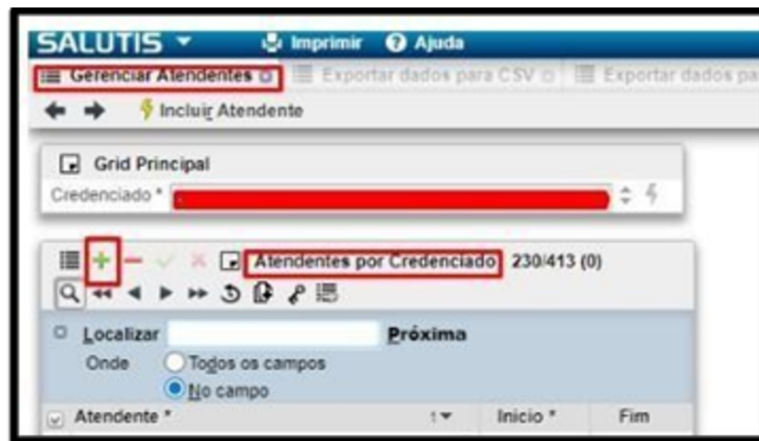 SALUTIS Imprimir Ajuda
Gerenciar Atendentes Exportar dados para CSV Exportar dados pa
Incluir Atendente
Grid Principal
Credenciado *
Atendentes por Credenciado 230/413 (0)
Localizar Próxima
Onde Todos os campos
No campo
Atendente * 1 Inicio * Fim